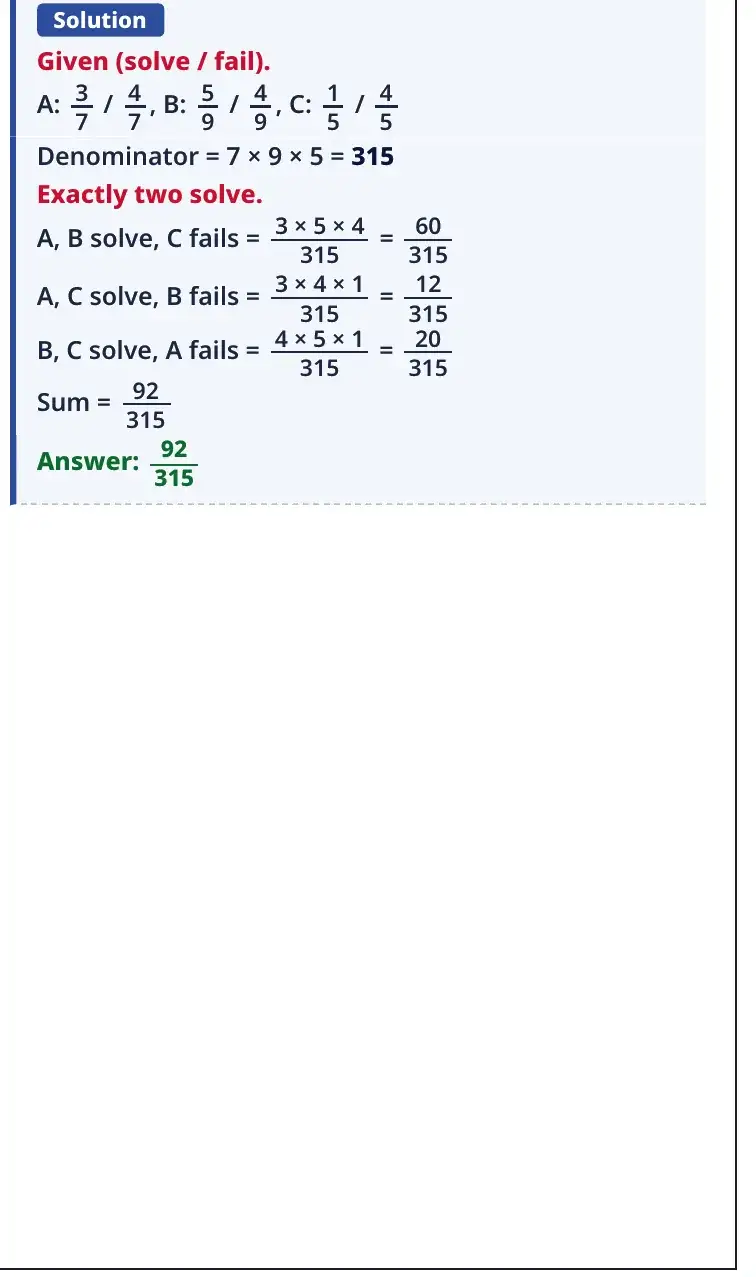 Solution
Given (solve / fail).
A: 3/7 / 4/7, B: 5/9 / 4/9, C: 1/5 / 4/5
Denominator = 7 × 9 × 5 = 315
Exactly two solve.
A, B solve, C fails = 3 × 5 × 4/315 = 60/315
A, C solve, B fails = 3 × 4 × 1/315 = 12/315
B, C solve, A fails = 4 × 5 × 1/315 = 20/315
Sum = 92/315
Answer: 92/315